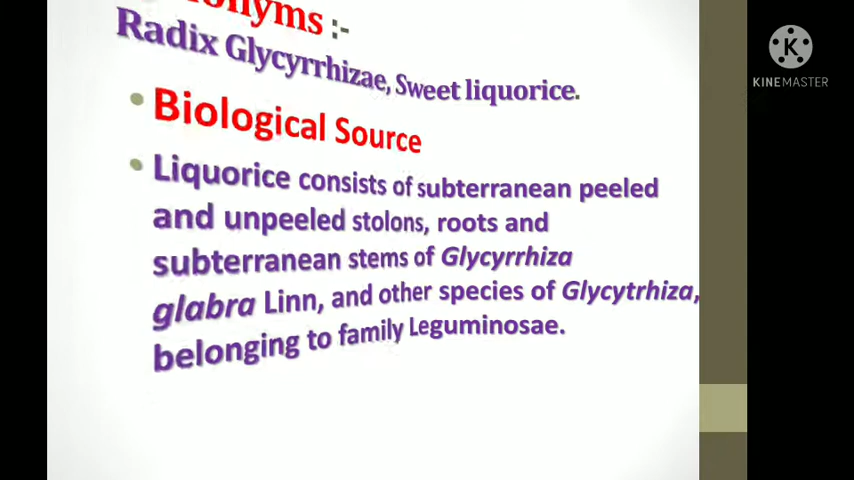 onyms :-
Radix Glycyrrhizae, Sweet liquorice.
• Biological Source
• Liquorice consists of subterranean peeled
and unpeeled stolons, roots and
subterranean stems of Glycyrrhiza
glabra Linn, and other species of Glycytrhiza,
belonging to family Leguminosae.
K
KINEMASTER